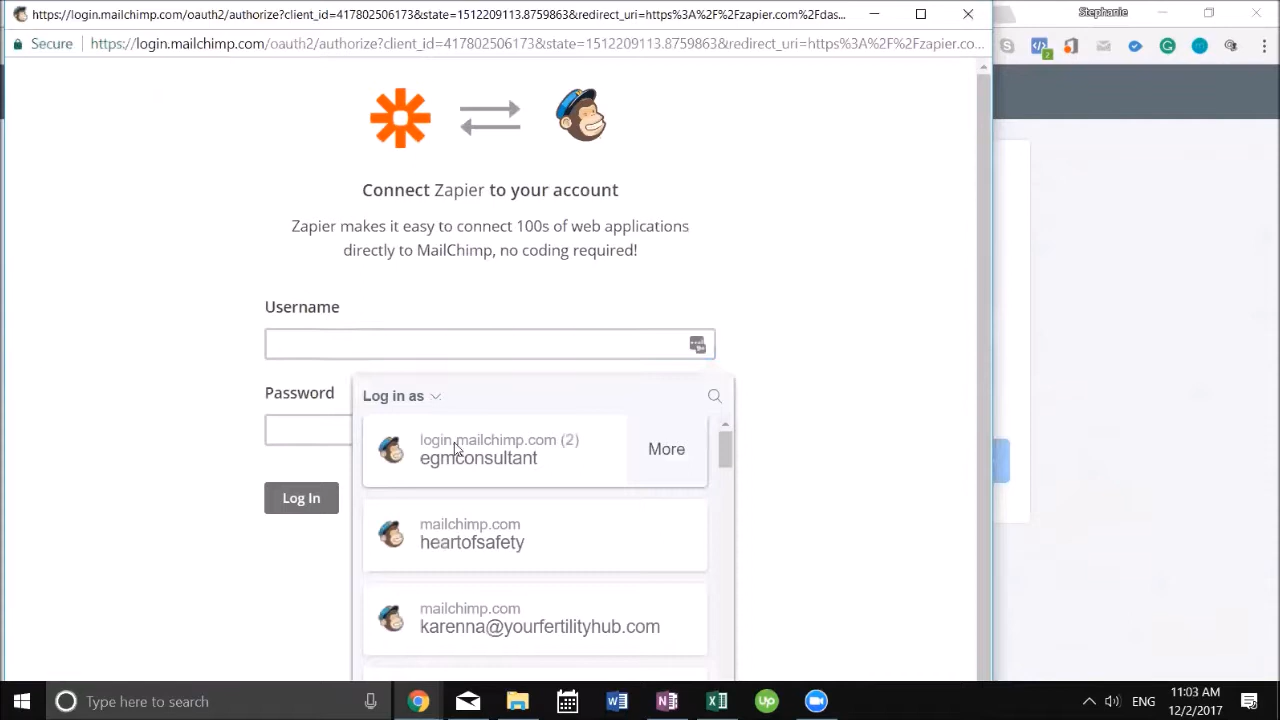 https://login.mailchimp.com/oauth2/authorize?client_id=417802506173&state=1512209113.8759863&redirect_uri=https%3A%2F%2Fzapier.com%2Fdas...
Stephanie
Secure
https://login.mailchimp.com/oauth2/authorize?client_id=417802506173&state=1512209113.8759863&redirect_uri=https%3A%2F%2Fzapier.co...
2
Connect Zapier to your account
Zapier makes it easy to connect 100s of web applications
directly to MailChimp, no coding required!
Username
Password
Log in as
login.mailchimp.com (2)
egmconsultant
More
Log In
mailchimp.com
heartofsafety
mailchimp.com
karenna@yourfertilityhub.com
Type here to search
ENG
11:03 AM
12/2/2017